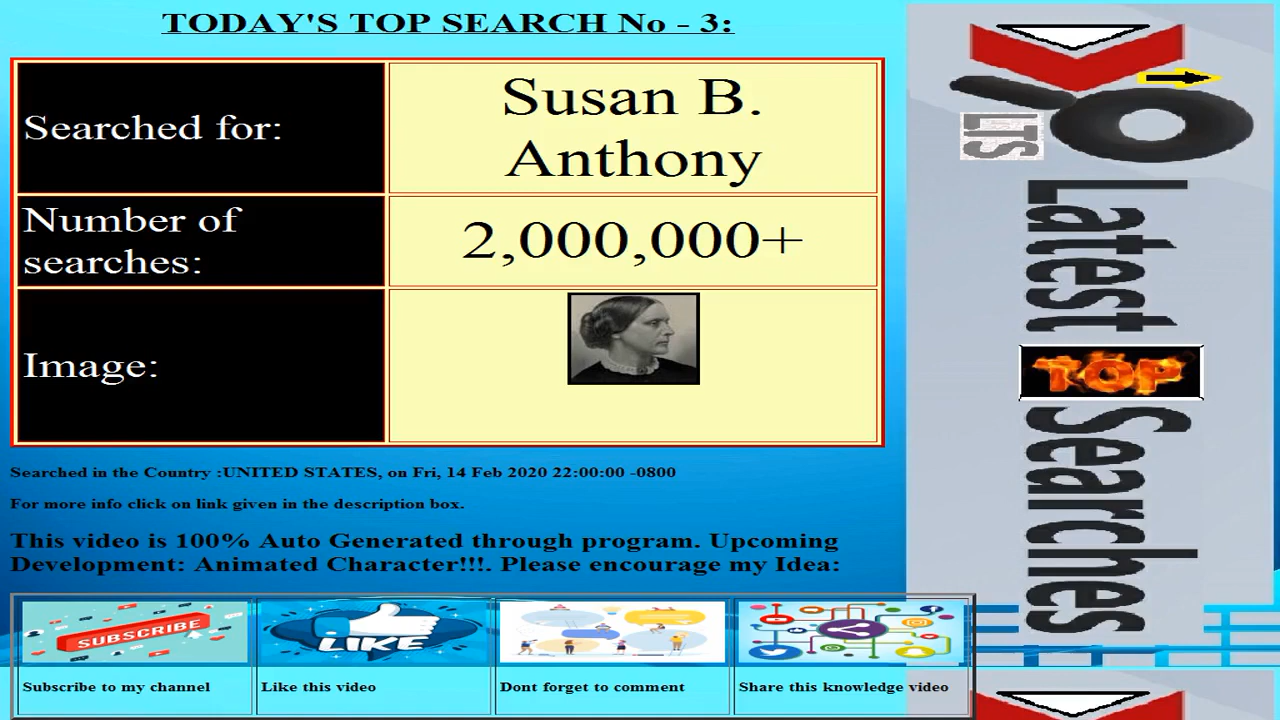 TODAY'S TOP SEARCH No - 3:
Searched for:
Susan B.
Anthony
Number of
searches:
2,000,000+
Image:
Searched in the Country :UNITED STATES, on Fri, 14 Feb 2020 22:00:00 -0800
For more info click on link given in the description box.
This video is 100% Auto Generated through program. Upcoming
Development: Animated Character!!!. Please encourage my Idea:
SUBSCRIBE
LIKE
Subscribe to my channel
Like this video
Dont forget to comment
Share this knowledge video
LTS
Latest
TOP
Searches